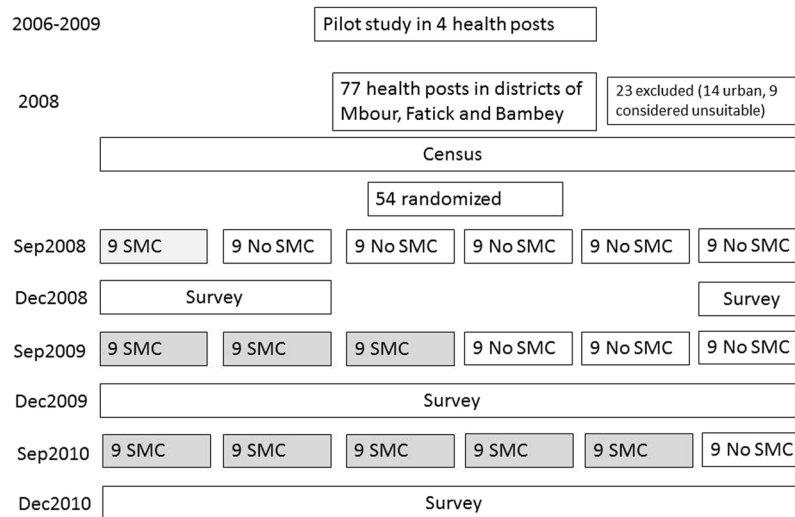 2006-2009
Pilot study in 4 health posts
2008
77 health posts in districts of
Mbour, Fatick and Bambey
23 excluded (14 urban, 9
considered unsuitable)
Census
54 randomized
Sep2008
9 SMC
9 No SMC
9 No SMC
9 No SMC
9 No SMC
9 No SMC
Dec2008
Survey
Survey
Sep2009
9 SMC
9 SMC
9 SMC
9 No SMC
9 No SMC
9 No SMC
Dec2009
Survey
Sep2010
9 SMC
9 SMC
9 SMC
9 SMC
9 SMC
9 No SMC
Dec2010
Survey